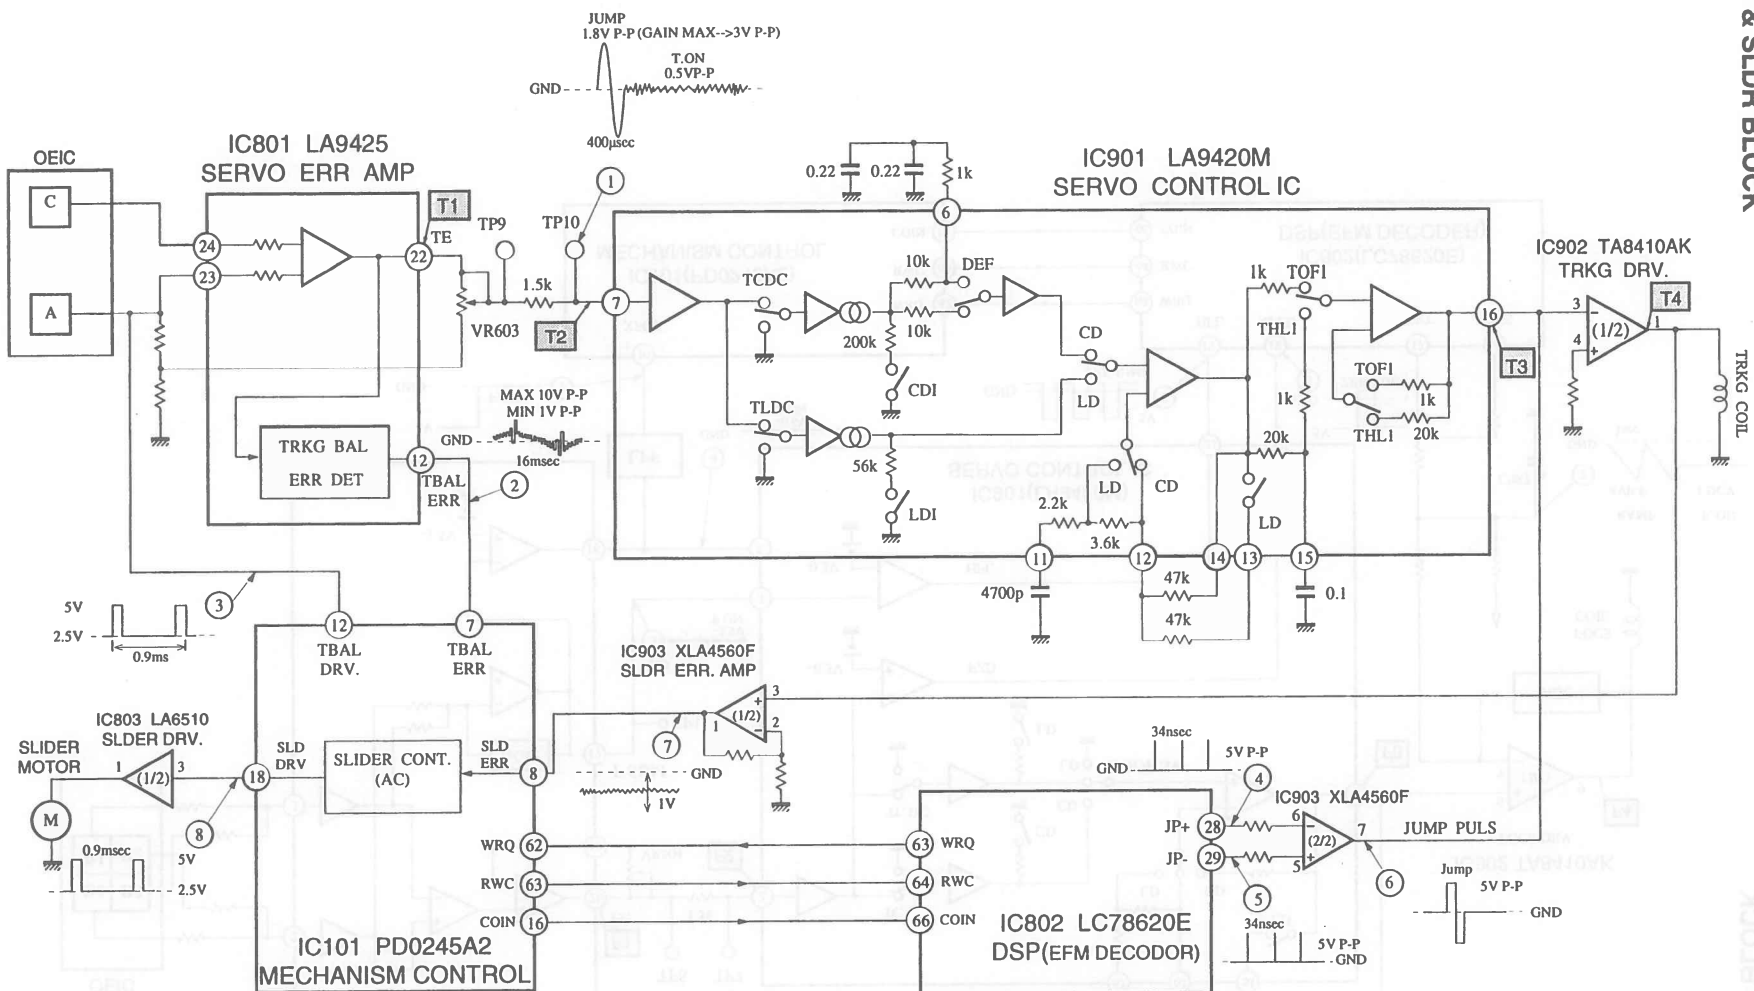 & SLDR BLOCK
JUMP
1.8V P-P (GAIN MAX-->3V P-P)
T.ON
0.5VP-P
GND
400μsec
OEIC
C
A
IC801 LA9425
SERVO ERR AMP
24
23
22
T1
TE
TP9
TP10
1
1.5k
VR603
T2
7
MAX 10V P-P
MIN 1V P-P
GND
16msec
TRKG BAL
ERR DET
12
TBAL
ERR
2
IC901 LA9420M
SERVO CONTROL IC
0.22
0.22
1k
6
TCDC
10k
DEF
10k
200k
CDI
TLDC
56k
LDI
CD
LD
LD
CD
2.2k
3.6k
1k
TOF1
THL1
1k
20k
LD
TOF1
1k
THL1
20k
11
12
14
13
15
4700p
47k
47k
0.1
16
T3
IC902 TA8410AK
TRKG DRV.
3
T4
−
(1/2)
1
4
+
TRKG COIL
3
5V
2.5V
0.9ms
12
7
TBAL
DRV.
TBAL
ERR
IC903 XLA4560F
SLDR ERR. AMP
3
+
(1/2)
1
2
−
7
GND
1V
IC803 LA6510
SLDER DRV.
SLIDER
MOTOR
1
(1/2)
3
M
8
0.9msec
5V
2.5V
18
SLD
DRV
SLIDER CONT.
(AC)
SLD
ERR
8
WRQ
62
RWC
63
COIN
16
IC101 PD0245A2
MECHANISM CONTROL
63
WRQ
64
RWC
66
COIN
IC802 LC78620E
DSP(EFM DECODOR)
JP+
28
JP-
29
34nsec
5V P-P
GND
4
IC903 XLA4560F
6
−
(2/2)
7
5
+
JUMP PULS
5
34nsec
5V P-P
GND
6
Jump
5V P-P
GND